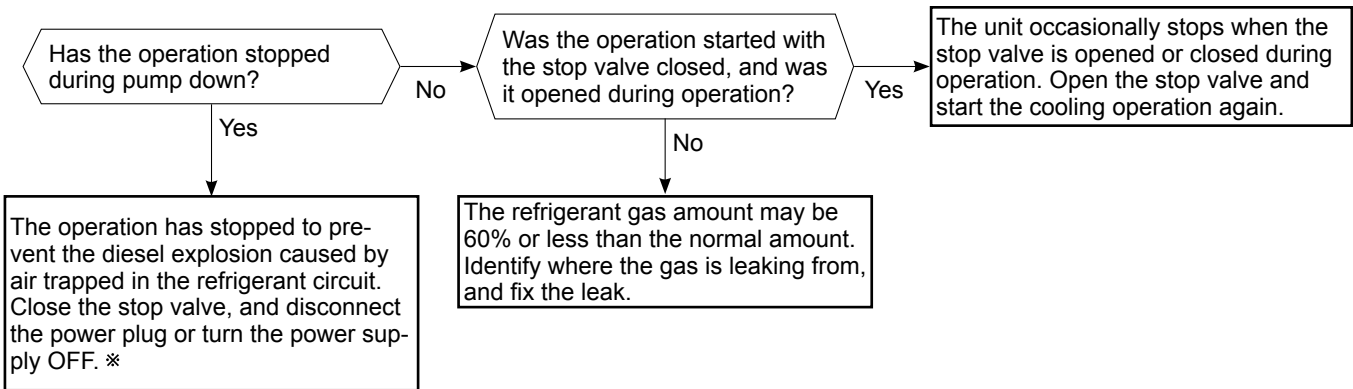 Has the operation stopped
during pump down?
No
Yes
Was the operation started with
the stop valve closed, and was
it opened during operation?
Yes
No
The unit occasionally stops when the
stop valve is opened or closed during
operation. Open the stop valve and
start the cooling operation again.
The operation has stopped to pre-
vent the diesel explosion caused by
air trapped in the refrigerant circuit.
Close the stop valve, and disconnect
the power plug or turn the power sup-
ply OFF. ※
The refrigerant gas amount may be
60% or less than the normal amount.
Identify where the gas is leaking from,
and fix the leak.